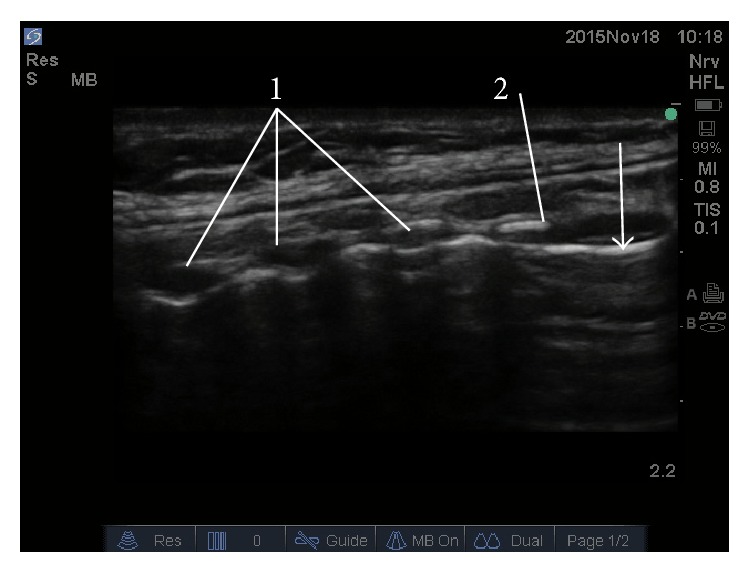 2015Nov18 10:18
Res
S MB
Nrv
HFL
99%
MI
0.8
TIS
0.1
A
B DVD
1
2
2.2
Res
0
Guide
MB On
Dual
Page 1/2